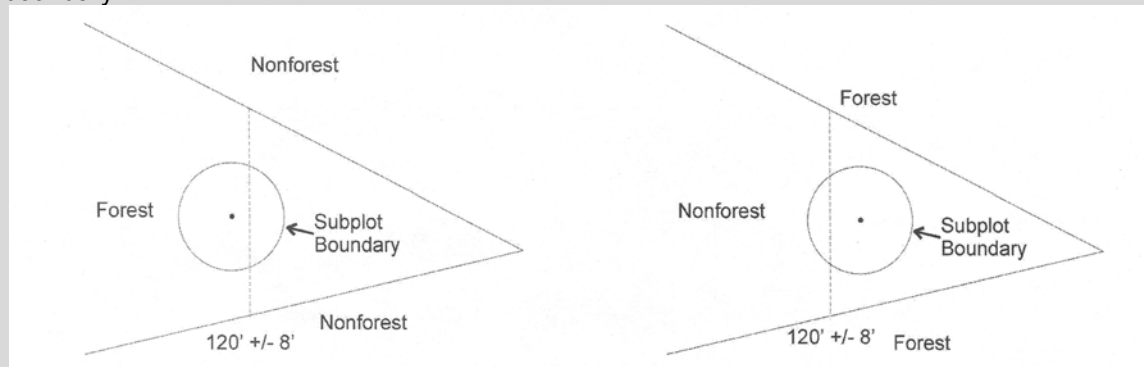 Nonforest
Forest
Subplot
Boundary
Nonforest
120' +/- 8'
Forest
Nonforest
Subplot
Boundary
120' +/- 8'
Forest